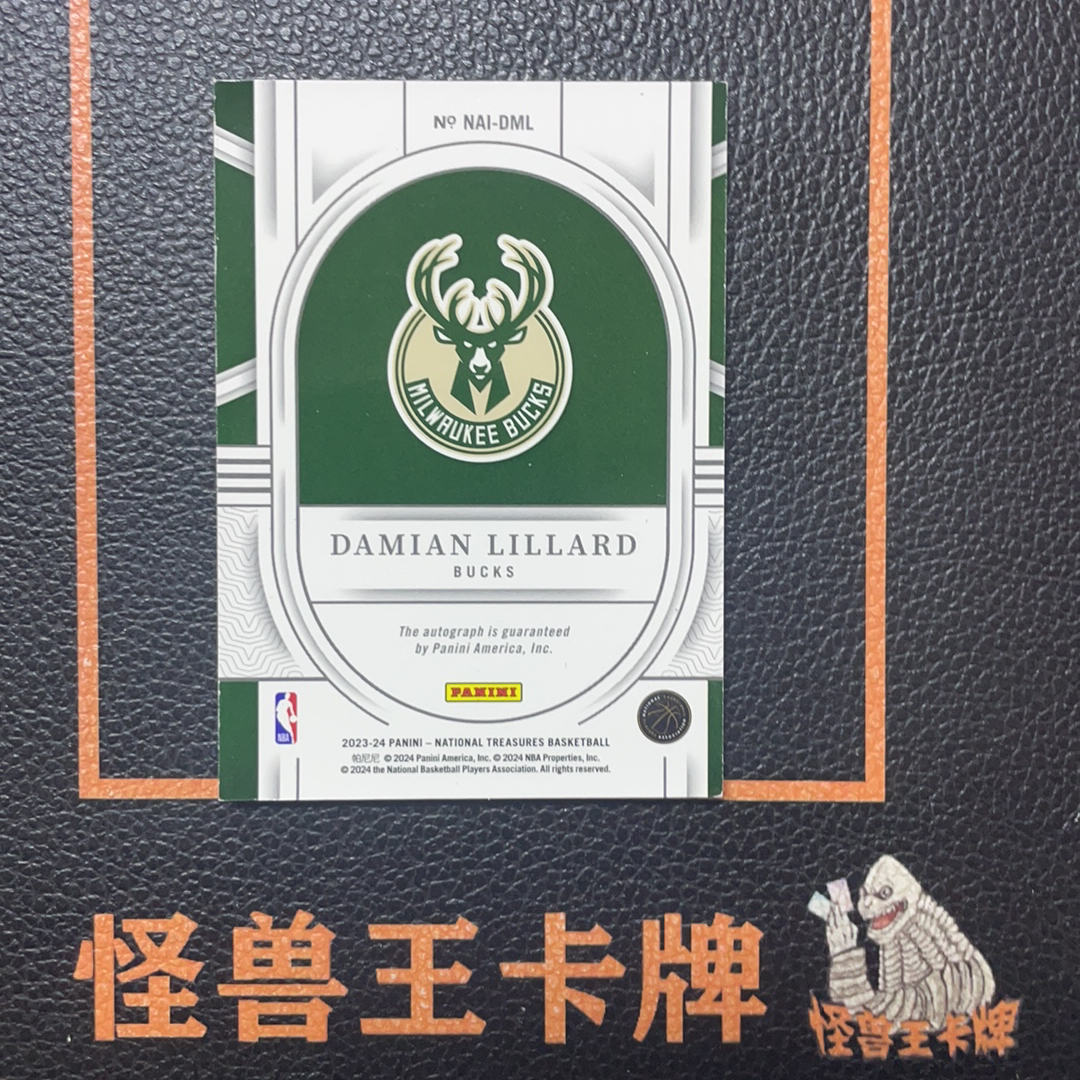 Nº NAI-DML
MILWAUKEE BUCKS
DAMIAN LILLARD
BUCKS
The autograph is guaranteed
by Panini America, Inc.
PANINI
NBA
2023-24 PANINI – NATIONAL TREASURES BASKETBALL
帕尼尼 © 2024 Panini America, Inc. © 2024 NBA Properties, Inc.
© 2024 the National Basketball Players Association. All rights reserved.
怪兽王卡牌
怪兽王卡牌